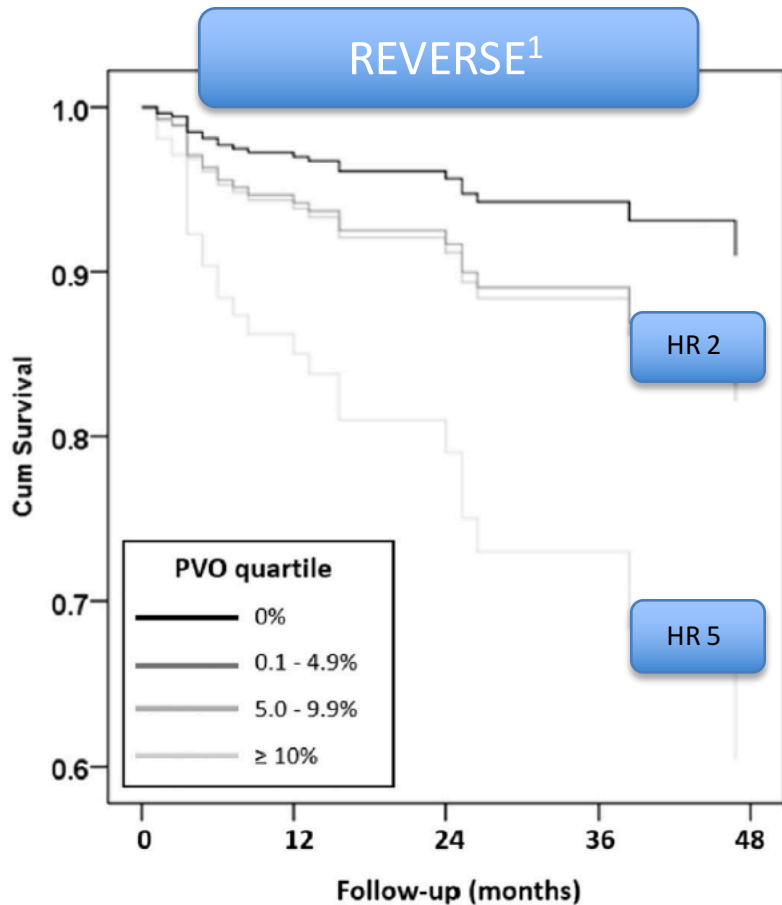 REVERSE1
1.0
0.9
0.8
0.7
0.6
Cum Survival
HR 2
HR 5
PVO quartile
0%
0.1 - 4.9%
5.0 - 9.9%
≥ 10%
0 12 24 36 48
Follow-up (months)